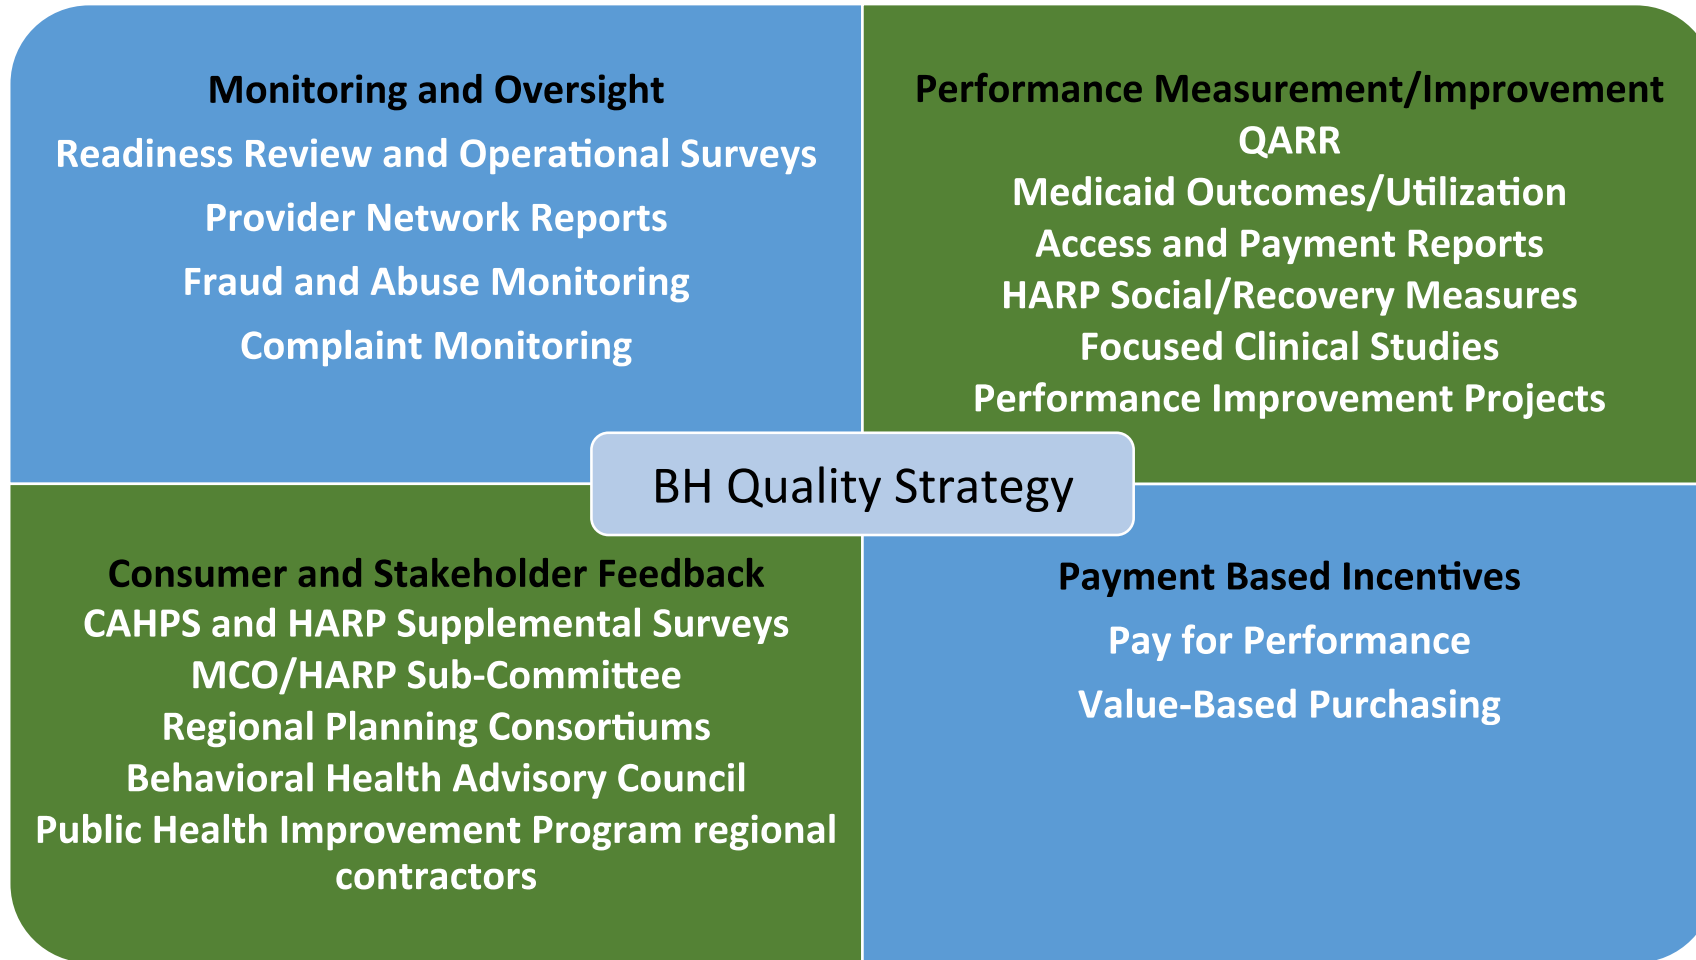 Monitoring and Oversight
Readiness Review and Operational Surveys
Provider Network Reports
Fraud and Abuse Monitoring
Complaint Monitoring
Performance Measurement/Improvement
QARR
Medicaid Outcomes/Utilization
Access and Payment Reports
HARP Social/Recovery Measures
Focused Clinical Studies
Performance Improvement Projects
BH Quality Strategy
Consumer and Stakeholder Feedback
CAHPS and HARP Supplemental Surveys
MCO/HARP Sub-Committee
Regional Planning Consortiums
Behavioral Health Advisory Council
Public Health Improvement Program regional
contractors
Payment Based Incentives
Pay for Performance
Value-Based Purchasing